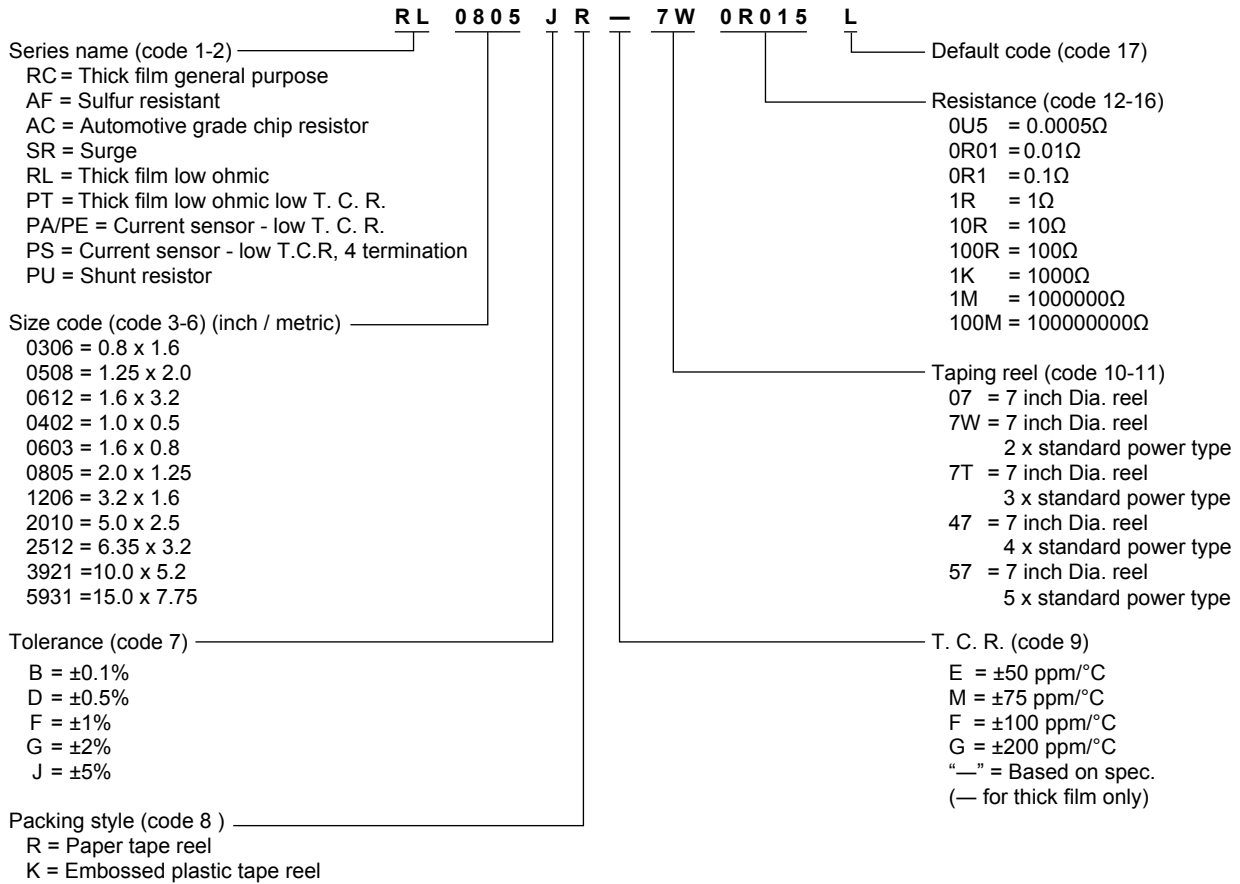 RL 0805 J R — 7W 0R015 L
Series name (code 1-2)
RC = Thick film general purpose
AF = Sulfur resistant
AC = Automotive grade chip resistor
SR = Surge
RL = Thick film low ohmic
PT = Thick film low ohmic low T. C. R.
PA/PE = Current sensor - low T. C. R.
PS = Current sensor - low T.C.R, 4 termination
PU = Shunt resistor
Size code (code 3-6) (inch / metric)
0306 = 0.8 x 1.6
0508 = 1.25 x 2.0
0612 = 1.6 x 3.2
0402 = 1.0 x 0.5
0603 = 1.6 x 0.8
0805 = 2.0 x 1.25
1206 = 3.2 x 1.6
2010 = 5.0 x 2.5
2512 = 6.35 x 3.2
3921 =10.0 x 5.2
5931 =15.0 x 7.75
Tolerance (code 7)
B = ±0.1%
D = ±0.5%
F = ±1%
G = ±2%
J = ±5%
Packing style (code 8 )
R = Paper tape reel
K = Embossed plastic tape reel
Default code (code 17)
Resistance (code 12-16)
0U5 = 0.0005Ω
0R01 =0.01Ω
0R1 =0.1Ω
1R = 1Ω
10R = 10Ω
100R = 100Ω
1K = 1000Ω
1M = 1000000Ω
100M = 100000000Ω
Taping reel (code 10-11)
07 = 7 inch Dia. reel
7W = 7 inch Dia. reel
2 x standard power type
7T = 7 inch Dia. reel
3 x standard power type
47 = 7 inch Dia. reel
4 x standard power type
57 = 7 inch Dia. reel
5 x standard power type
T. C. R. (code 9)
E = ±50 ppm/°C
M = ±75 ppm/°C
F = ±100 ppm/°C
G = ±200 ppm/°C
“—” = Based on spec.
(— for thick film only)